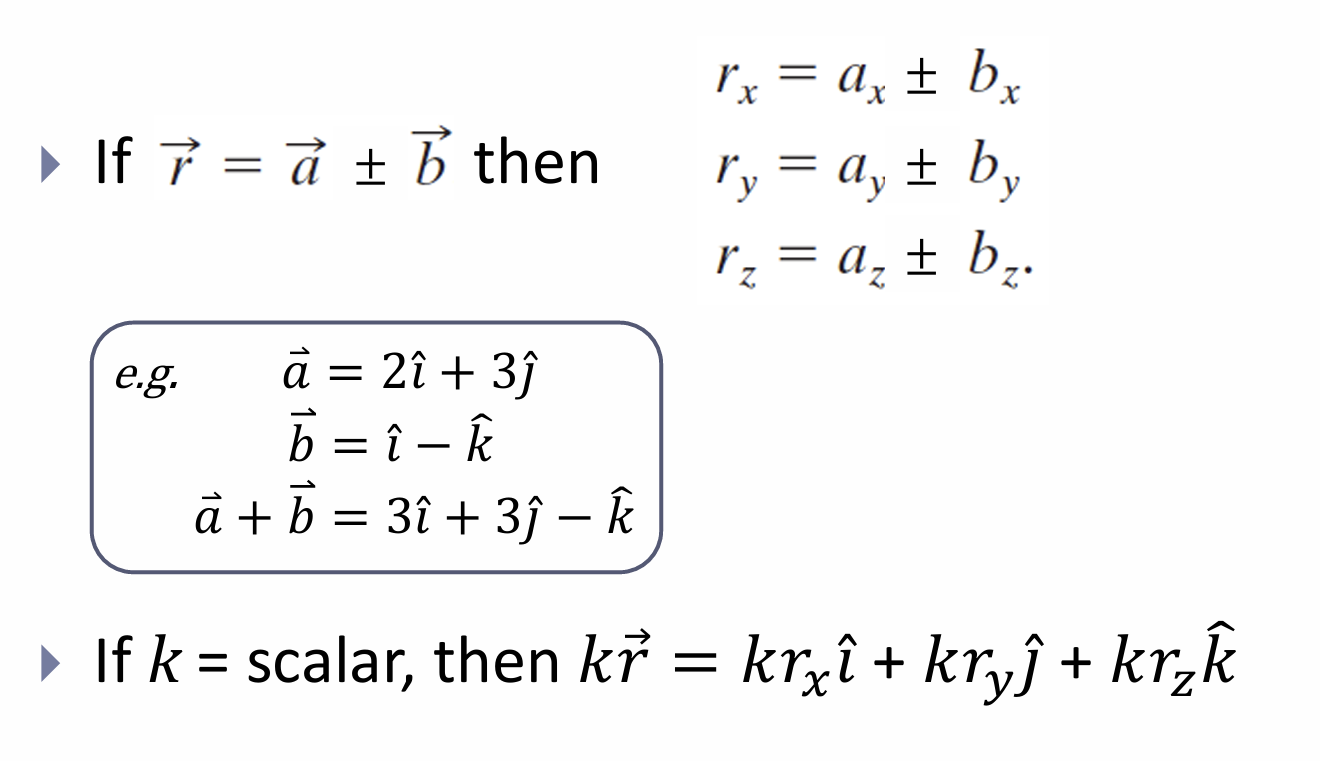 r_x = a_x ± b_x
If r⃗ = a⃗ ± b⃗ then
r_y = a_y ± b_y
r_z = a_z ± b_z.
e.g. a⃗ = 2î + 3ĵ
b⃗ = î − k̂
a⃗ + b⃗ = 3î + 3ĵ − k̂
If k = scalar, then kr⃗ = kr_xî + kr_yĵ + kr_zk̂